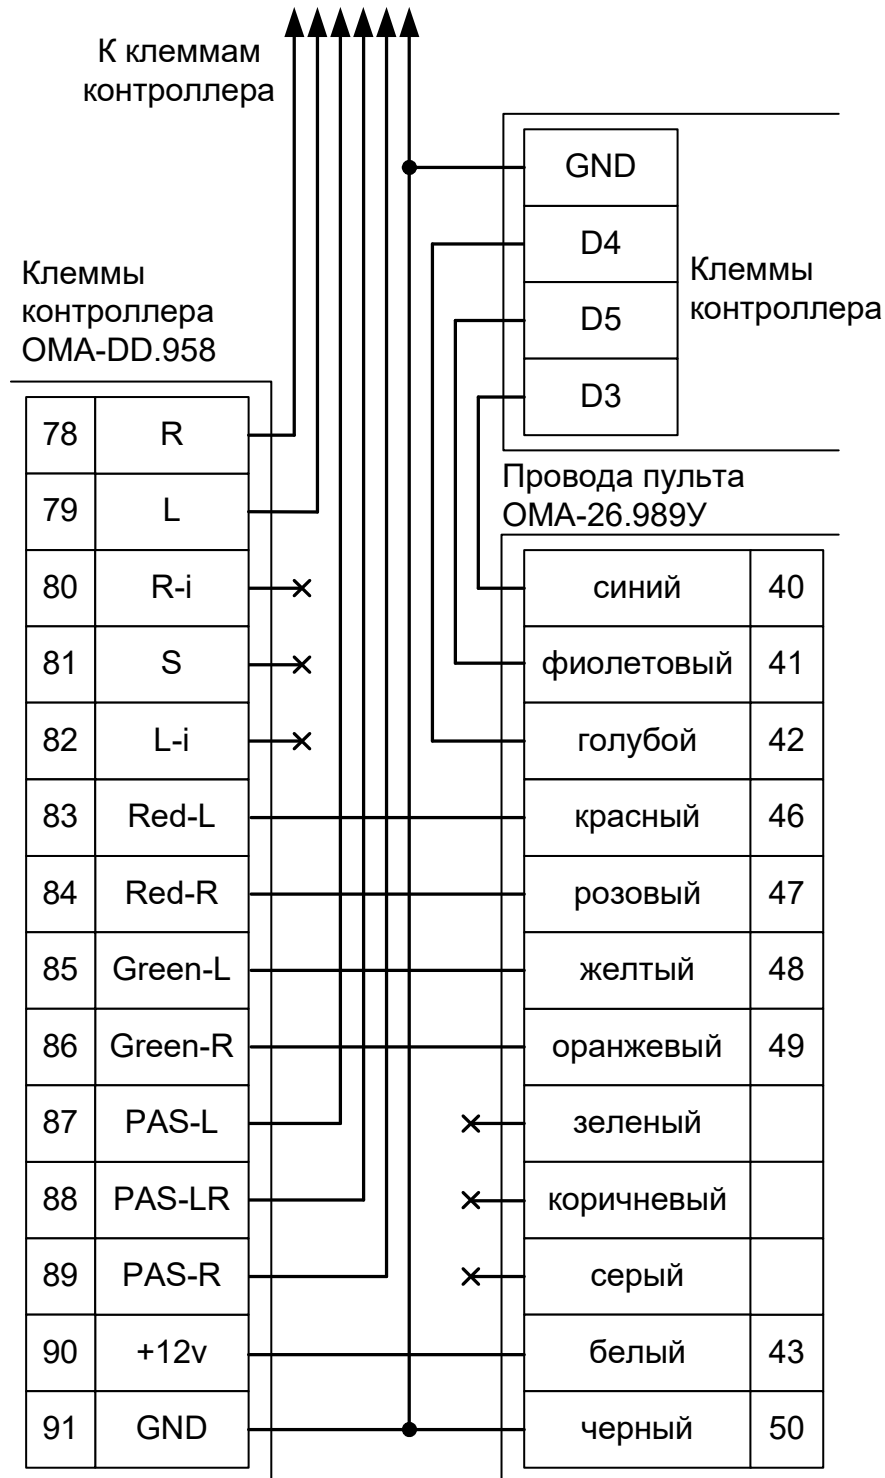 К клеммам
контроллера
GND
D4
D5
D3
Клеммы
контроллера
Клеммы
контроллера
ОМА-DD.958
78 R
79 L
80 R-i
81 S
82 L-i
83 Red-L
84 Red-R
85 Green-L
86 Green-R
87 PAS-L
88 PAS-LR
89 PAS-R
90 +12v
91 GND
Провода пульта
ОМА-26.989У
синий 40
фиолетовый 41
голубой 42
красный 46
розовый 47
желтый 48
оранжевый 49
зеленый
коричневый
серый
белый 43
черный 50